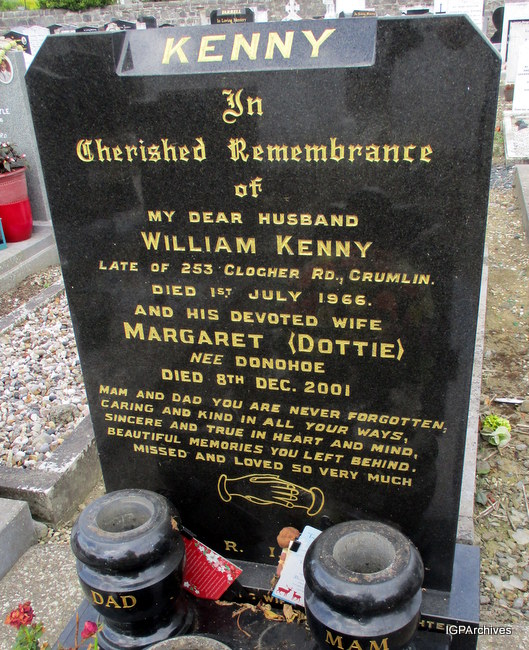 KENNY
In
Cherished Remembrance
of
MY DEAR HUSBAND
WILLIAM KENNY
LATE OF 253 CLOGHER RD., CRUMLIN.
DIED 1ST JULY 1966.
AND HIS DEVOTED WIFE
MARGARET (DOTTIE)
NEE DONOHOE
DIED 8TH DEC. 2001
MAM AND DAD YOU ARE NEVER FORGOTTEN,
CARING AND KIND IN ALL YOUR WAYS,
SINCERE AND TRUE IN HEART AND MIND,
BEAUTIFUL MEMORIES YOU LEFT BEHIND.
MISSED AND LOVED SO VERY MUCH
R. I.
DAD
MAM
IGPArchives